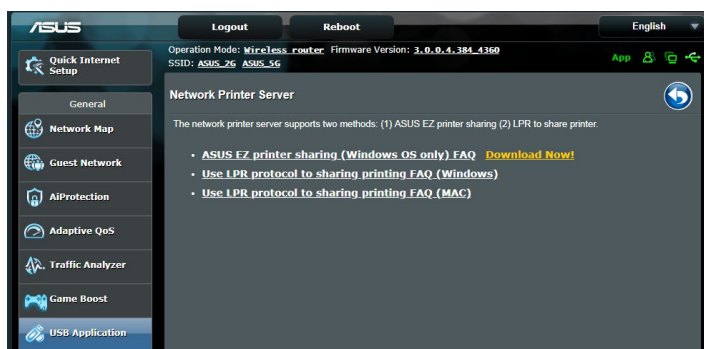 ASUS
Logout
Reboot
English
Quick Internet
Setup
Operation Mode: Wireless router Firmware Version: 3.0.0.4.384_4360
SSID: ASUS_2G ASUS_5G
App
General
Network Map
Guest Network
AiProtection
Adaptive QoS
Traffic Analyzer
Game Boost
USB Application
Network Printer Server
The network printer server supports two methods: (1) ASUS EZ printer sharing (2) LPR to share printer.
• ASUS EZ printer sharing (Windows OS only) FAQ Download Now!
• Use LPR protocol to sharing printing FAQ (Windows)
• Use LPR protocol to sharing printing FAQ (MAC)